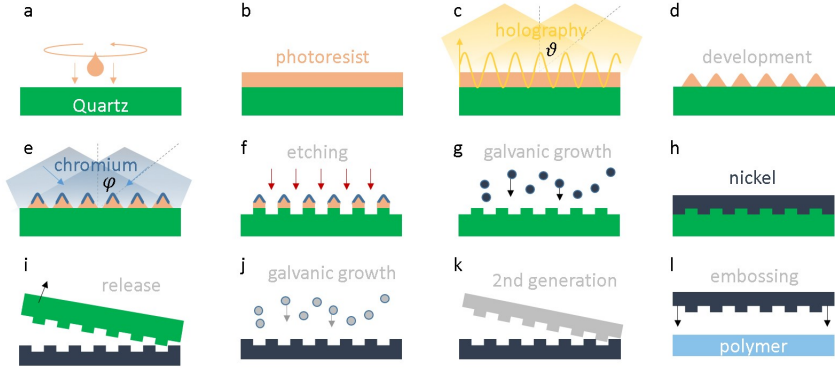 a
b
c
d
Quartz
photoresist
holography
ϑ
development
e
f
g
h
chromium
φ
etching
galvanic growth
nickel
i
j
k
l
release
galvanic growth
2nd generation
embossing
polymer